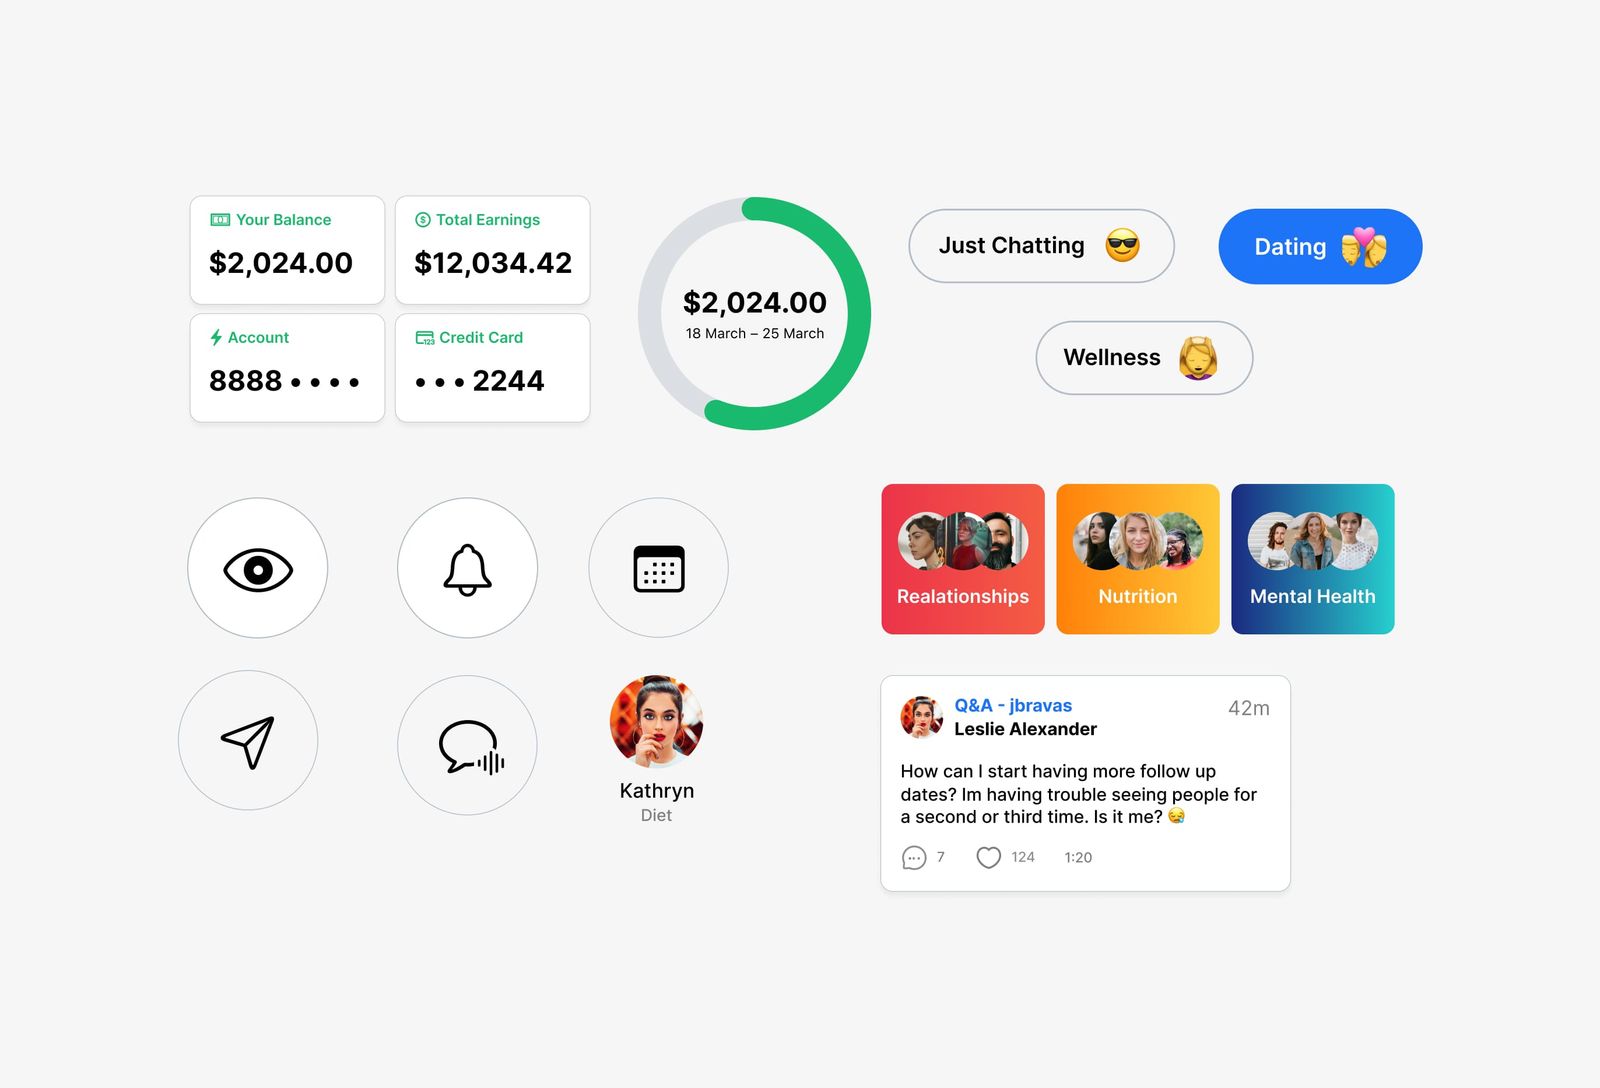 Your Balance
$2,024.00
Total Earnings
$12,034.42
Account
8888 • • • •
Credit Card
• • • 2244
$2,024.00
18 March – 25 March
Just Chatting 😎
Dating
Wellness
Realationships
Nutrition
Mental Health
Kathryn
Diet
Q&A - jbravas
Leslie Alexander
42m
How can I start having more follow up
dates? Im having trouble seeing people for
a second or third time. Is it me? 😪
7
124
1:20